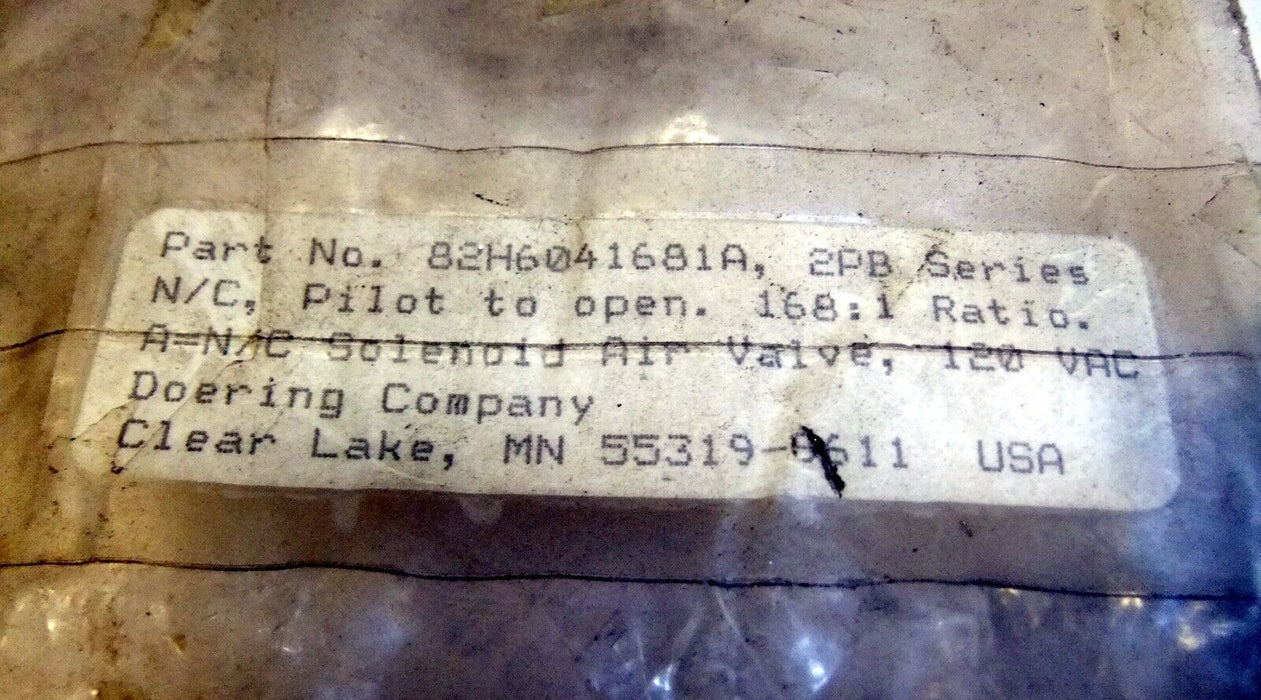 Part No. 82H6041681A, 2PB Series
N/C, Pilot to open. 168:1 Ratio.
A=N/C Solenoid Air Valve, 120 VAC
Doering Company
Clear Lake, MN 55319-9611 USA